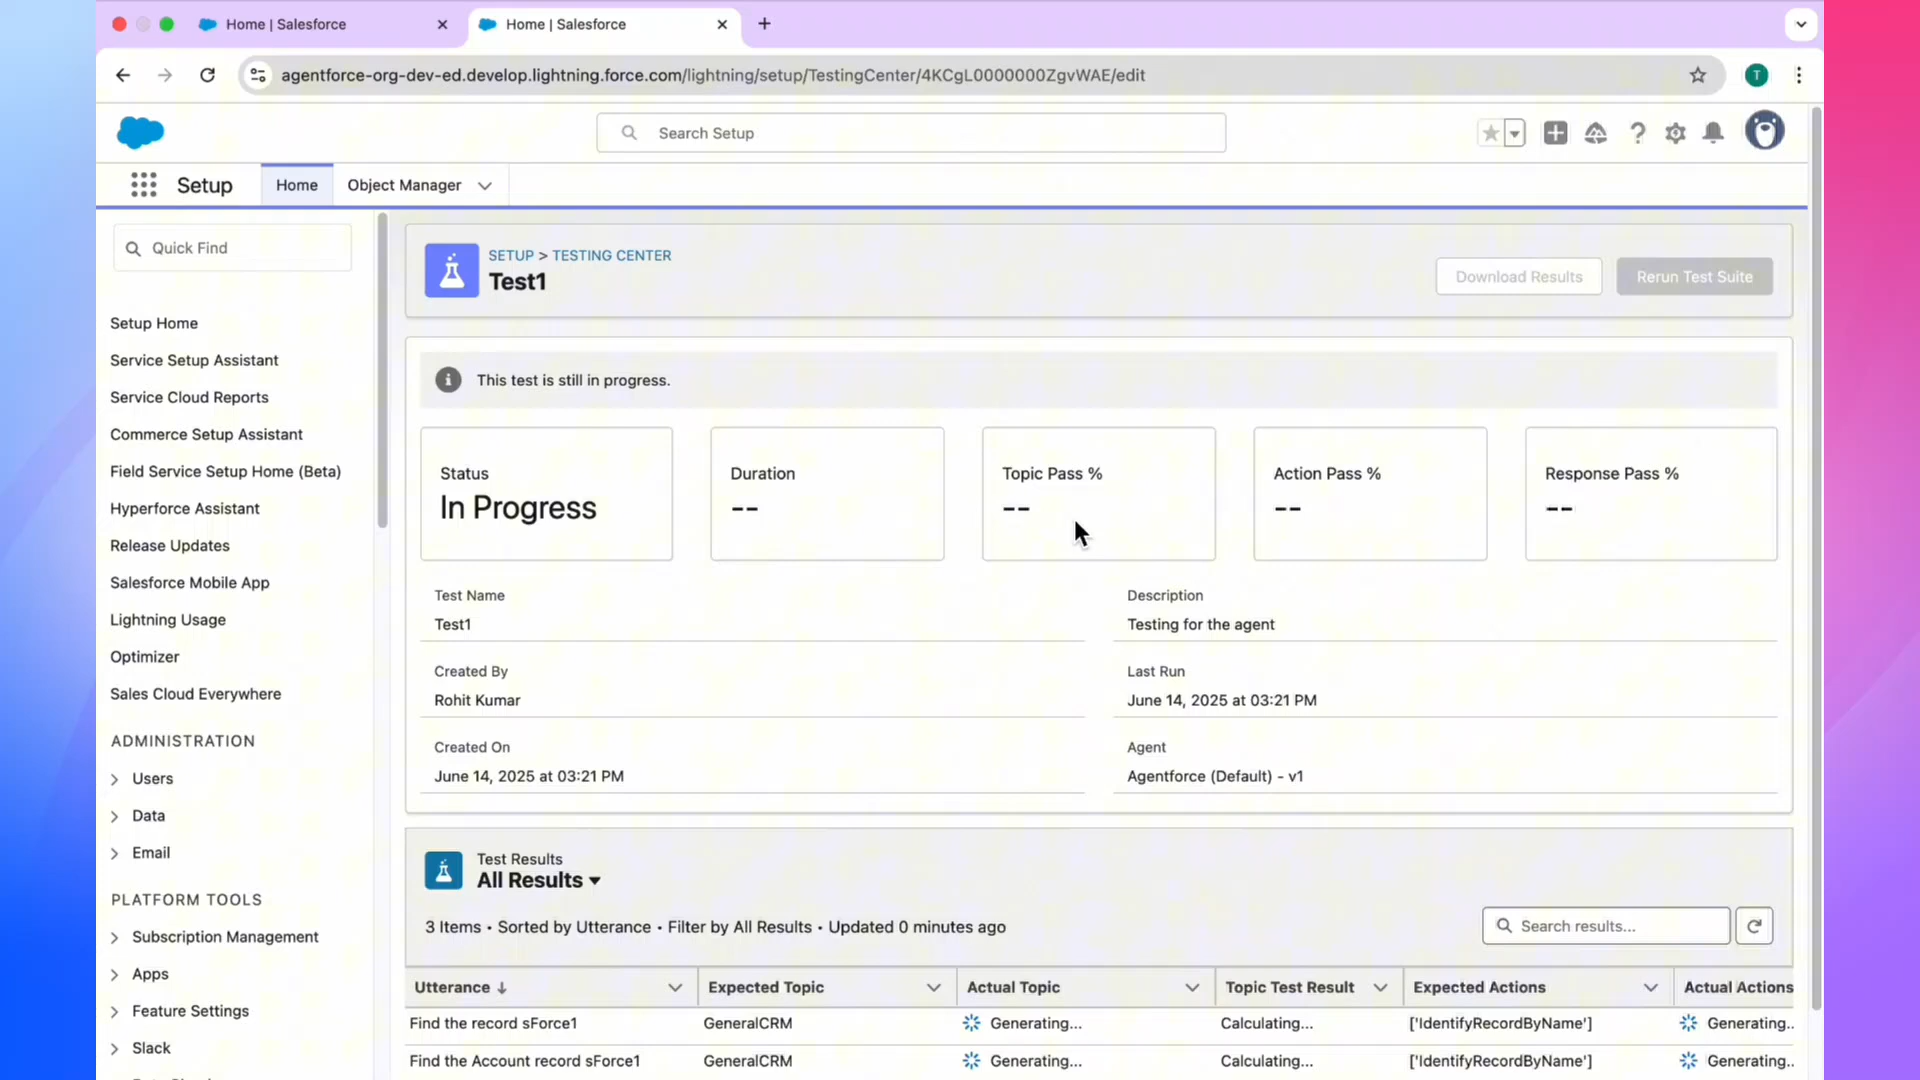 Home | Salesforce
Home | Salesforce
agentforce-org-dev-ed.develop.lightning.force.com/lightning/setup/TestingCenter/4KCgL0000000ZgvWAE/edit
T
Search Setup
Setup
Home
Object Manager
Quick Find
Setup Home
Service Setup Assistant
Service Cloud Reports
Commerce Setup Assistant
Field Service Setup Home (Beta)
Hyperforce Assistant
Release Updates
Salesforce Mobile App
Lightning Usage
Optimizer
Sales Cloud Everywhere
ADMINISTRATION
Users
Data
Email
PLATFORM TOOLS
Subscription Management
Apps
Feature Settings
Slack
SETUP > TESTING CENTER
Test1
Download Results
Rerun Test Suite
This test is still in progress.
Status
In Progress
Duration
--
Topic Pass %
--
Action Pass %
--
Response Pass %
--
Test Name
Test1
Description
Testing for the agent
Created By
Rohit Kumar
Last Run
June 14, 2025 at 03:21 PM
Created On
June 14, 2025 at 03:21 PM
Agent
Agentforce (Default) - v1
Test Results
All Results
3 Items • Sorted by Utterance • Filter by All Results • Updated 0 minutes ago
Search results...
Utterance ↓ Expected Topic Actual Topic Topic Test Result Expected Actions Actual Actions
Find the record sForce1 GeneralCRM Generating... Calculating... ['IdentifyRecordByName'] Generating..
Find the Account record sForce1 GeneralCRM Generating... Calculating... ['IdentifyRecordByName'] Generating..